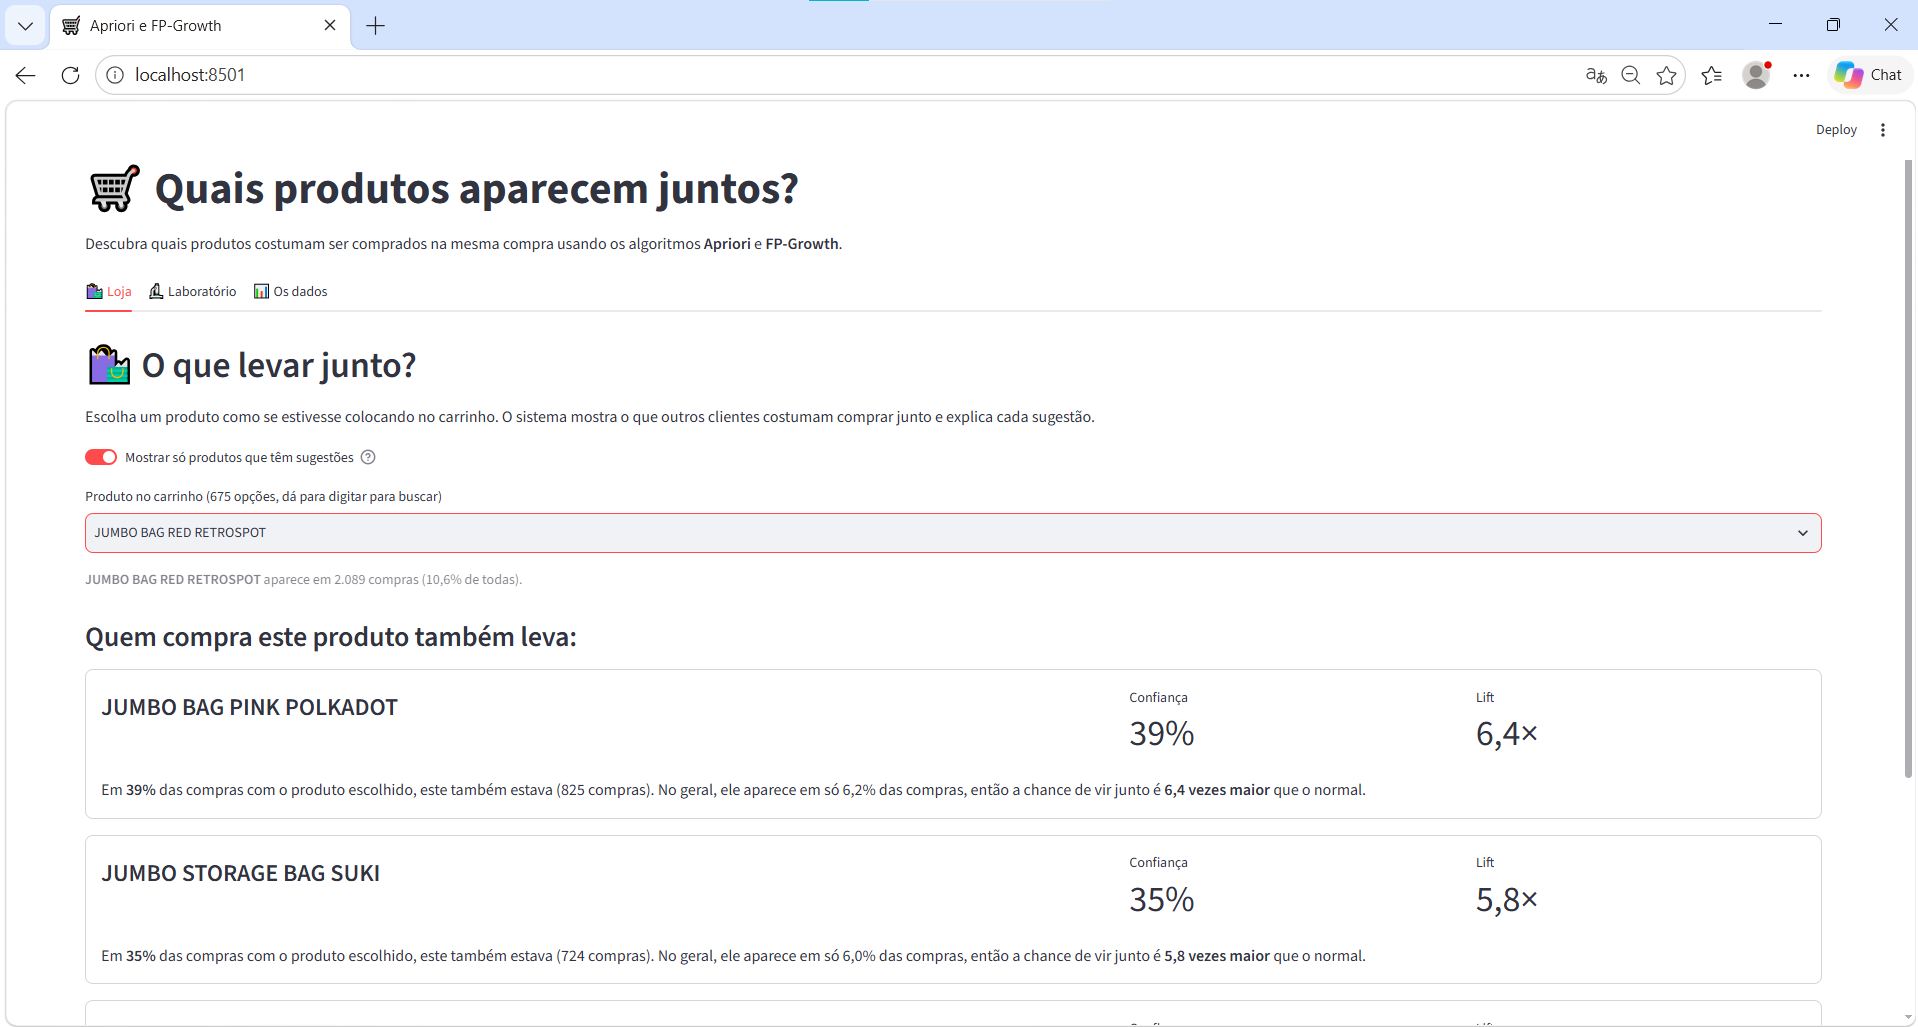 Apriori e FP-Growth
localhost:8501
Chat
Deploy
Quais produtos aparecem juntos?
Descubra quais produtos costumam ser comprados na mesma compra usando os algoritmos Apriori e FP-Growth.
Loja Laboratório Os dados
O que levar junto?
Escolha um produto como se estivesse colocando no carrinho. O sistema mostra o que outros clientes costumam comprar junto e explica cada sugestão.
Mostrar só produtos que têm sugestões
Produto no carrinho (675 opções, dá para digitar para buscar)
JUMBO BAG RED RETROSPOT
JUMBO BAG RED RETROSPOT aparece em 2.089 compras (10,6% de todas).
Quem compra este produto também leva:
JUMBO BAG PINK POLKADOT
Confiança
39%
Lift
6,4×
Em 39% das compras com o produto escolhido, este também estava (825 compras). No geral, ele aparece em só 6,2% das compras, então a chance de vir junto é 6,4 vezes maior que o normal.
JUMBO STORAGE BAG SUKI
Confiança
35%
Lift
5,8×
Em 35% das compras com o produto escolhido, este também estava (724 compras). No geral, ele aparece em só 6,0% das compras, então a chance de vir junto é 5,8 vezes maior que o normal.